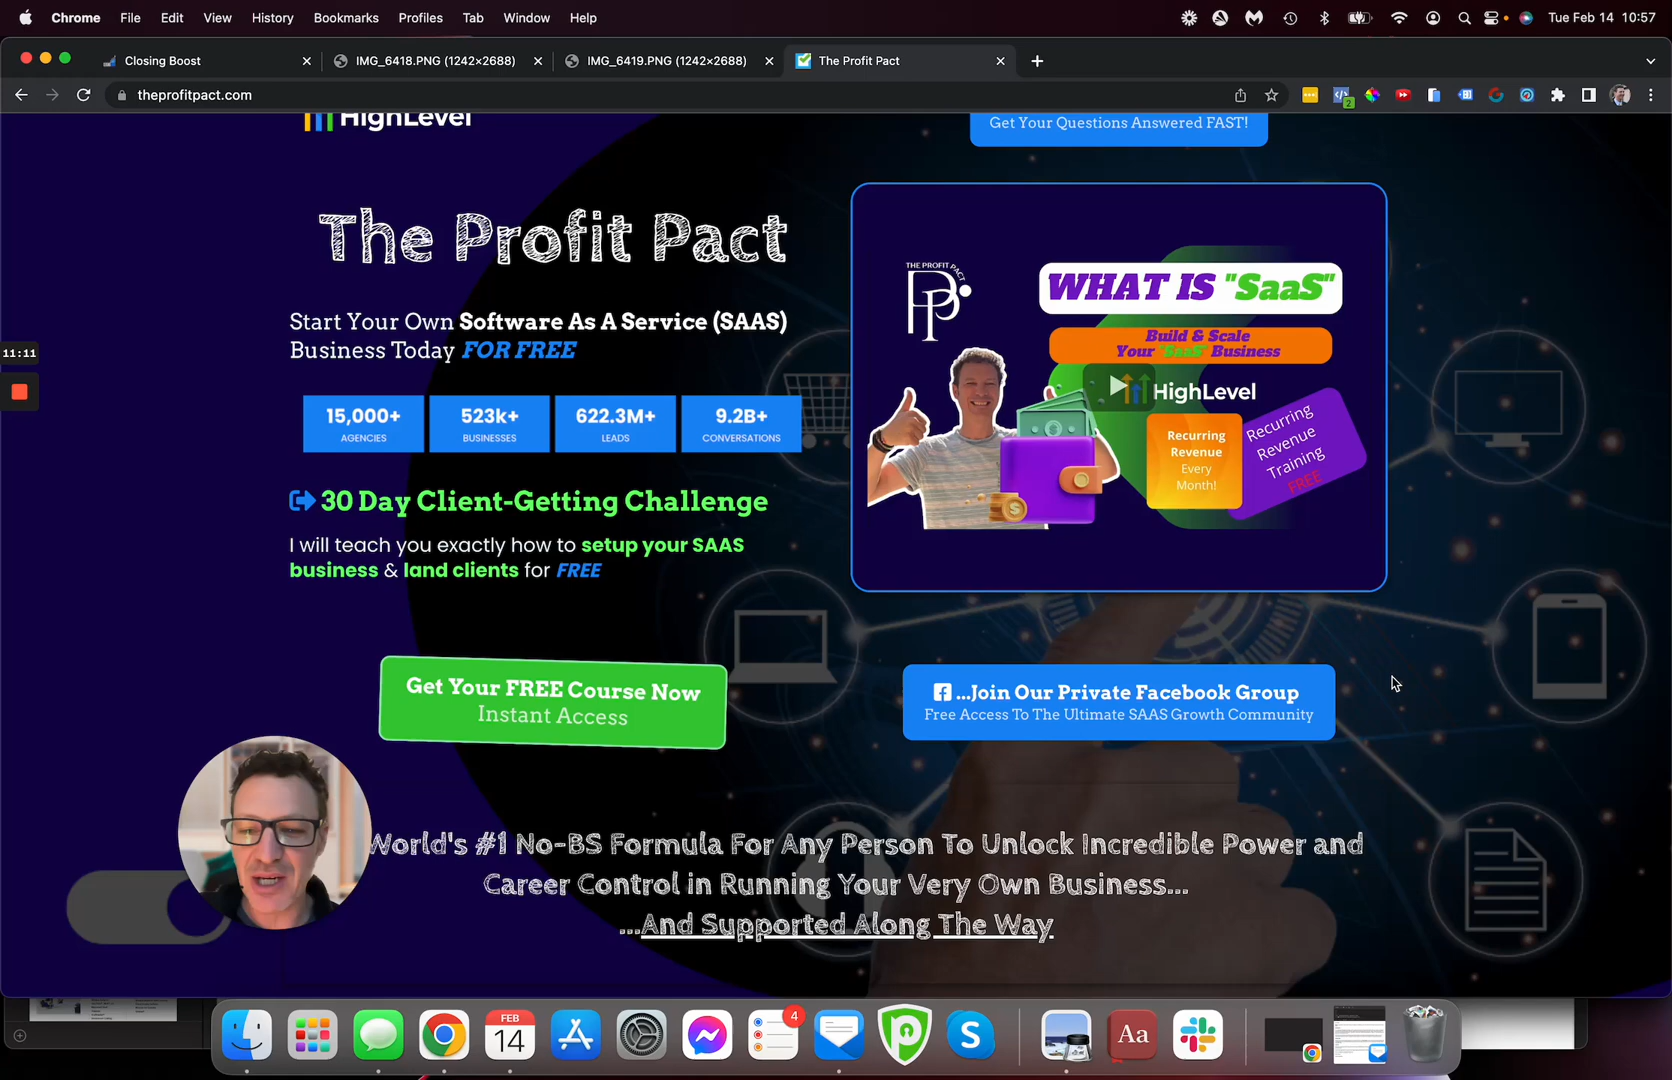 Chrome File Edit View History Bookmarks Profiles Tab Window Help
Tue Feb 14 10:57
Closing Boost
IMG_6418.PNG (1242×2688)
IMG_6419.PNG (1242×2688)
The Profit Pact
theprofitpact.com
2
HighLevel
Get Your Questions Answered FAST!
The Profit Pact
Start Your Own Software As A Service (SAAS)
Business Today FOR FREE
15,000+
AGENCIES
523k+
BUSINESSES
622.3M+
LEADS
9.2B+
CONVERSATIONS
30 Day Client-Getting Challenge
I will teach you exactly how to setup your SAAS
business & land clients for FREE
THE PROFIT PACT
PP
WHAT IS "SaaS"
Build & Scale
Your "SaaS" Business
HighLevel
Recurring
Revenue
Every
Month!
Recurring
Revenue
Training
FREE
11:11
Get Your FREE Course Now
Instant Access
...Join Our Private Facebook Group
Free Access To The Ultimate SAAS Growth Community
World's #1 No-BS Formula For Any Person To Unlock Incredible Power and
Career Control in Running Your Very Own Business...
...And Supported Along The Way
FEB
14
4
Aa